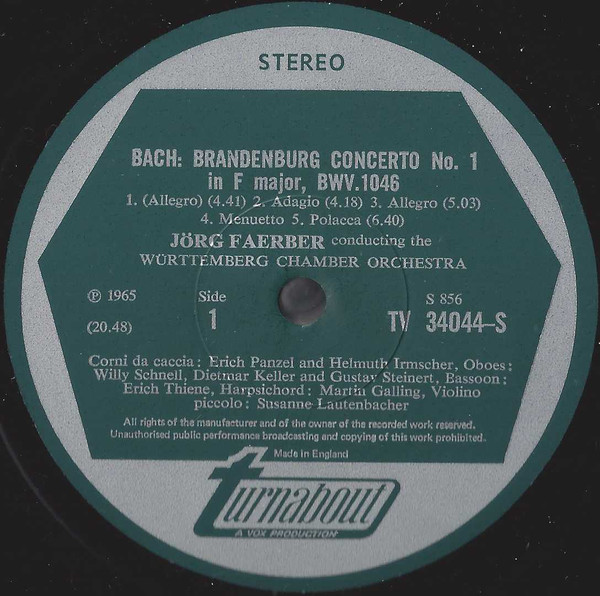 STEREO
BACH: BRANDENBURG CONCERTO No. 1
in F major, BWV.1046
1. (Allegro) (4.41) 2. Adagio (4.18) 3. Allegro (5.03)
4. Menuetto 5. Polacca (6.40)
JÖRG FAERBER conducting the
WÜRTTEMBERG CHAMBER ORCHESTRA
℗ 1965 Side S 856
(20.48) 1 TV 34044-S
Corni da caccia: Erich Panzel and Helmuth Irmscher, Oboes:
Willy Schnell, Dietmar Keller and Gustav Steinert, Bassoon:
Erich Thiene, Harpsichord: Martin Galling, Violino
piccolo: Susanne Lautenbacher
All rights of the manufacturer and of the owner of the recorded work reserved.
Unauthorised public performance broadcasting and copying of this work prohibited.
Made in England
turnabout
A VOX PRODUCTION